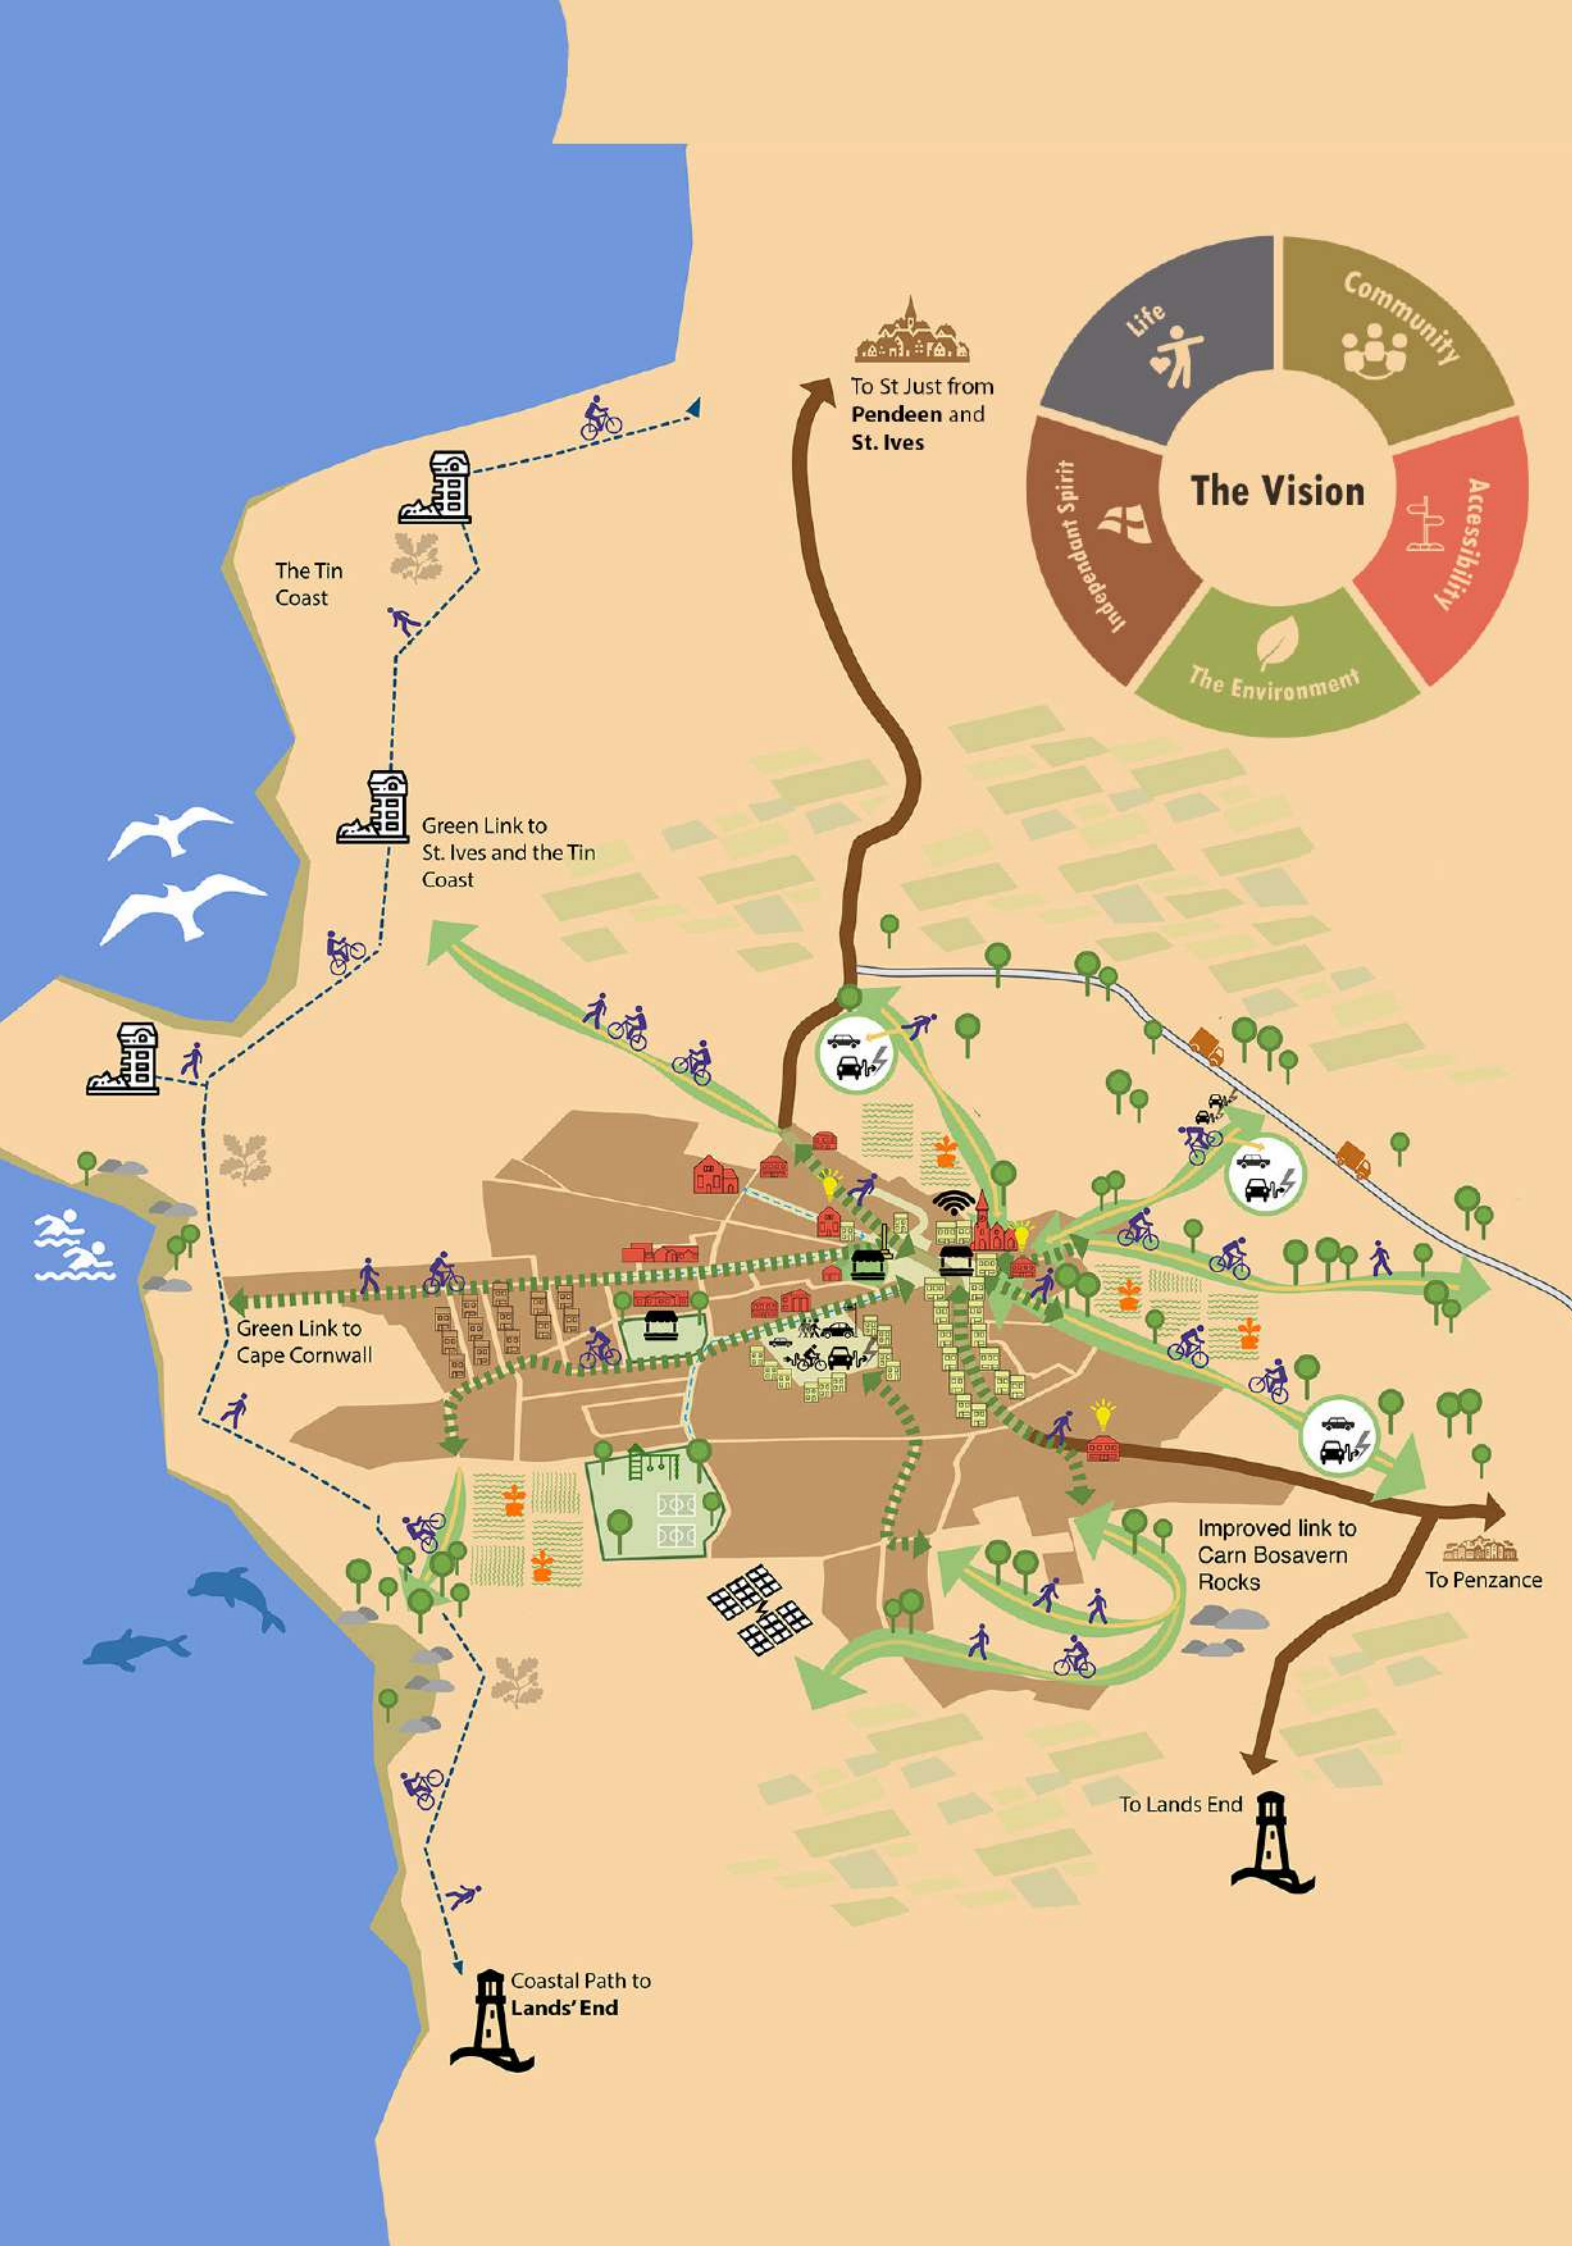 To St Just from
Pendeen and
St. Ives
Life
Community
Accessibility
The Environment
Independant Spirit
The Vision
The Tin
Coast
Green Link to
St. Ives and the Tin
Coast
Green Link to
Cape Cornwall
Improved link to
Carn Bosavern
Rocks
To Penzance
To Lands End
Coastal Path to
Lands' End